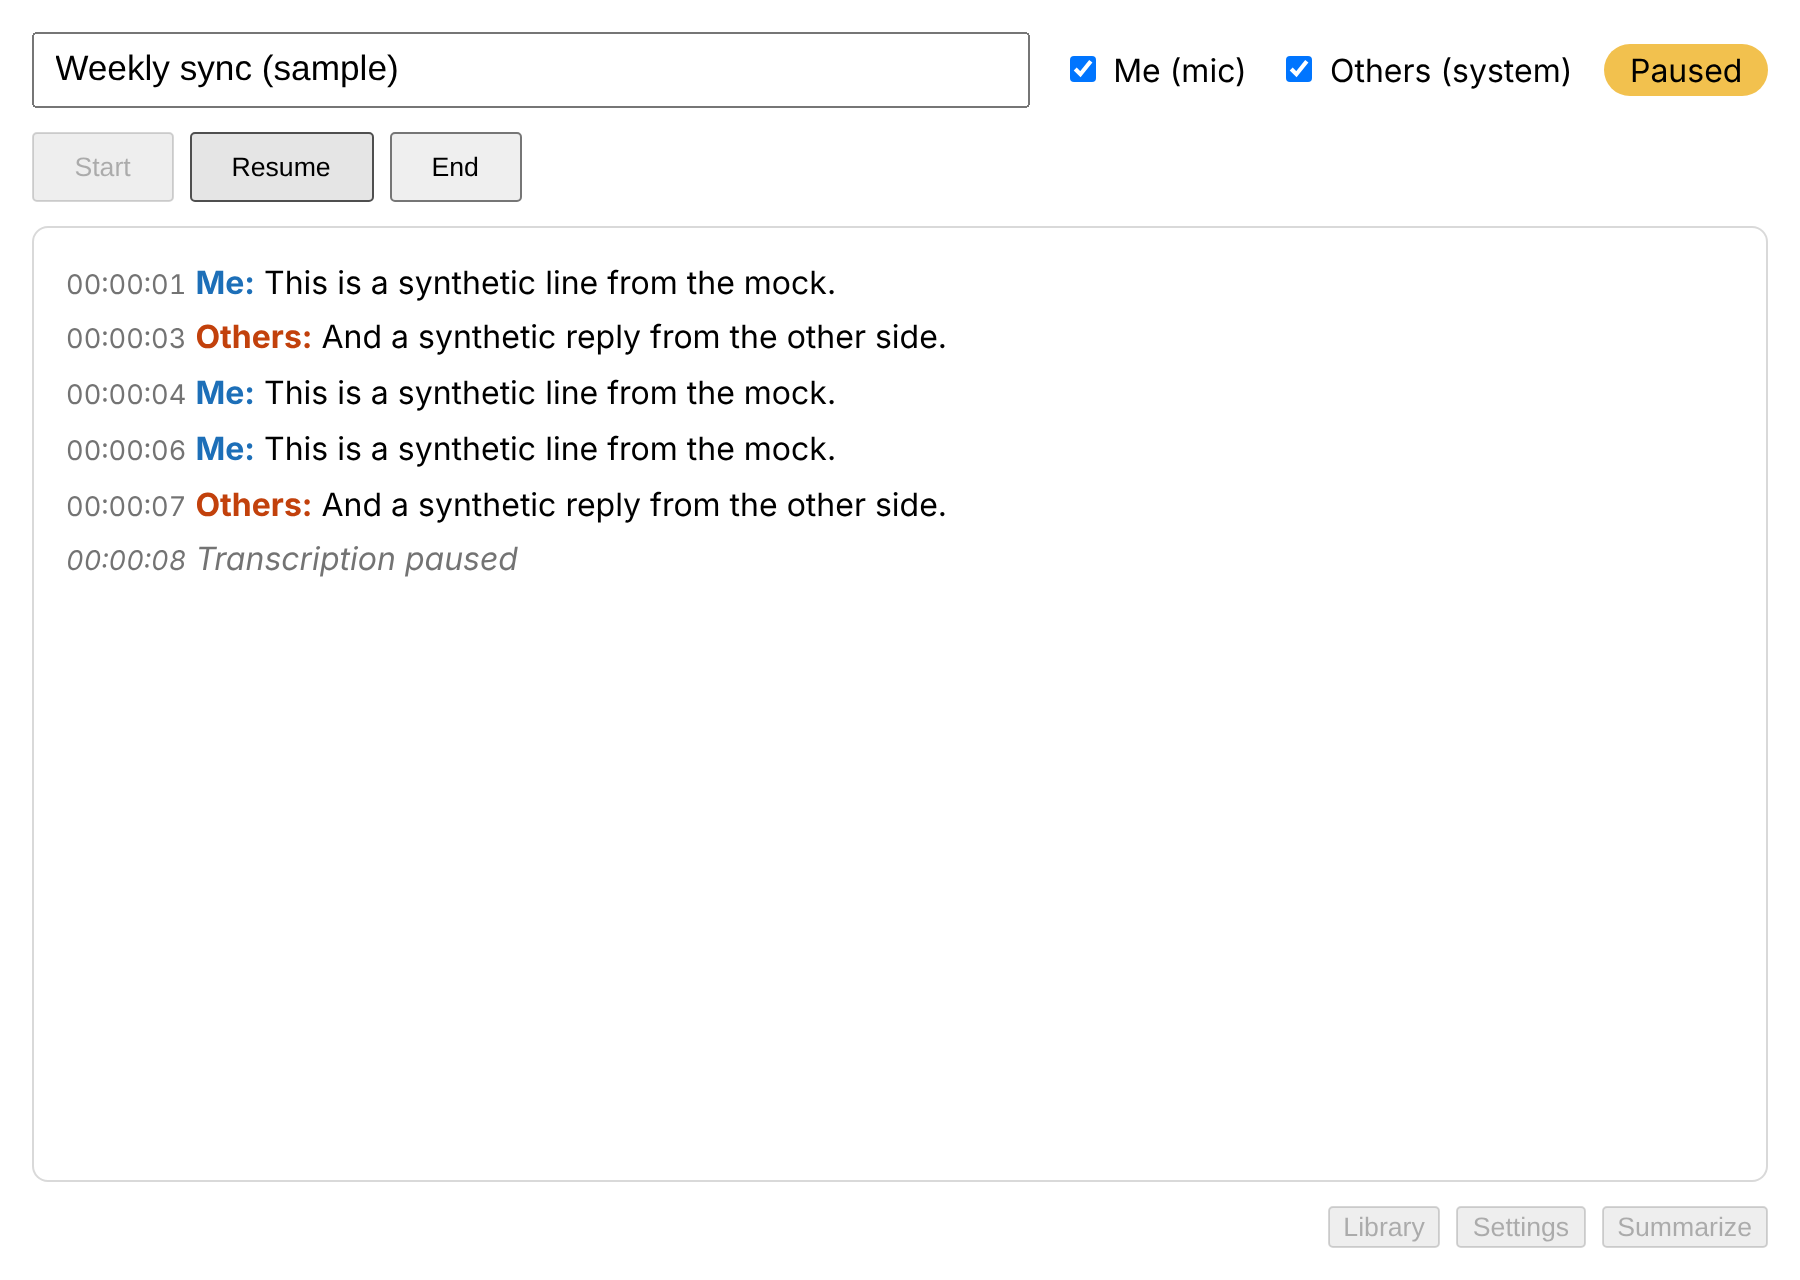 Weekly sync (sample) Me (mic) Others (system) Paused
Start Resume End
00:00:01 Me: This is a synthetic line from the mock.
00:00:03 Others: And a synthetic reply from the other side.
00:00:04 Me: This is a synthetic line from the mock.
00:00:06 Me: This is a synthetic line from the mock.
00:00:07 Others: And a synthetic reply from the other side.
00:00:08 Transcription paused
Library Settings Summarize